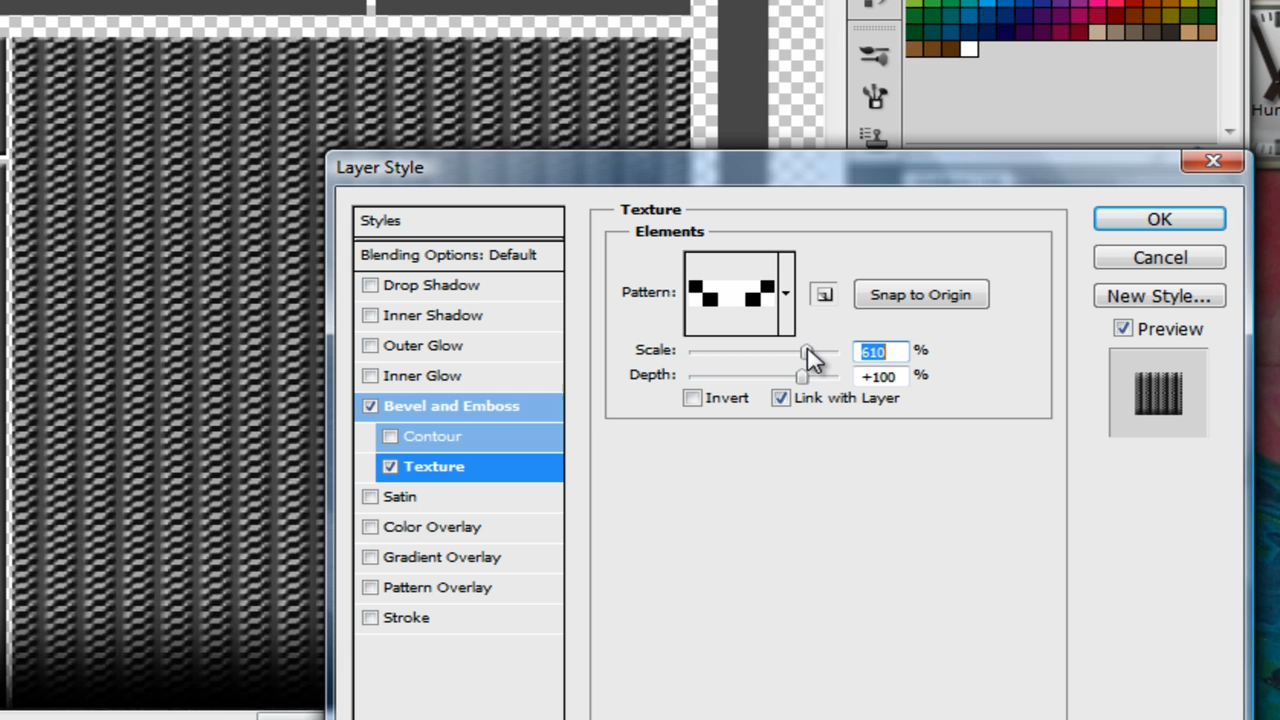 Hur
Layer Style
Styles
Blending Options: Default
Drop Shadow
Inner Shadow
Outer Glow
Inner Glow
Bevel and Emboss
Contour
Texture
Satin
Color Overlay
Gradient Overlay
Pattern Overlay
Stroke
Texture
Elements
Pattern:
Snap to Origin
Scale: 610 %
Depth: +100 %
Invert Link with Layer
OK
Cancel
New Style...
Preview